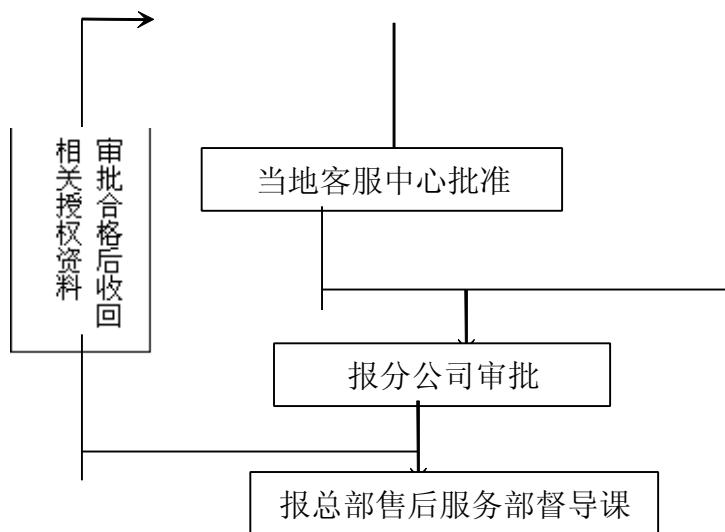 审批合格后收回
相关授权资料
当地客服中心批准
报分公司审批
报总部售后服务部督导课